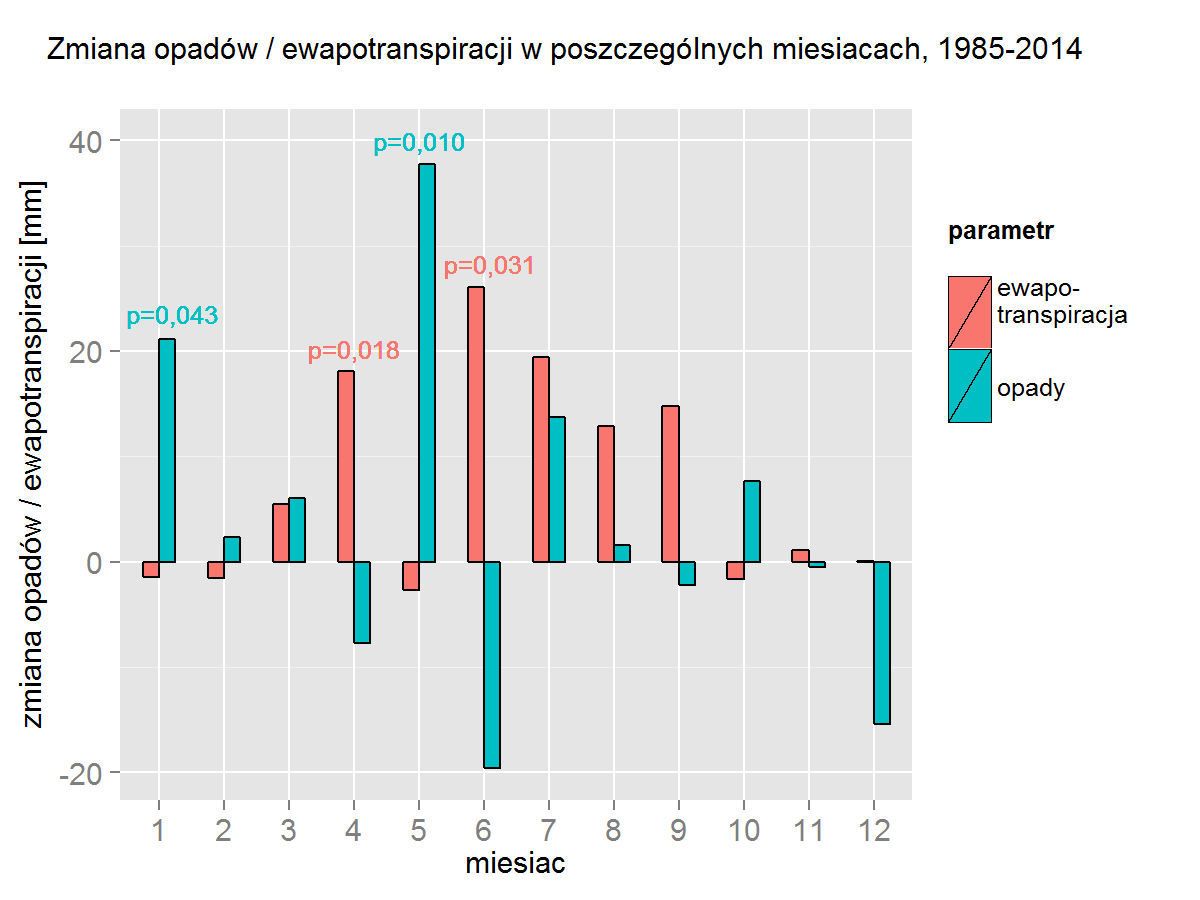 Zmiana opadów / ewapotranspiracji w poszczególnych miesiacach, 1985-2014
zmiana opadów / ewapotranspiracji [mm]
40
20
0
-20
p=0,043
p=0,018
p=0,010
p=0,031
1 2 3 4 5 6 7 8 9 10 11 12
miesiac
parametr
ewapo-
transpiracja
opady